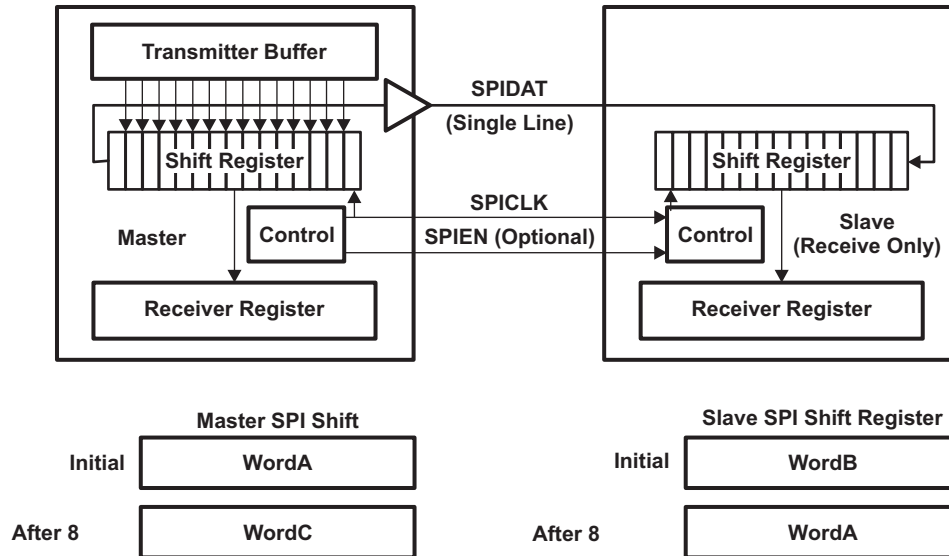 Transmitter Buffer
SPIDAT
(Single Line)
Shift Register
Shift Register
SPICLK
Master
Control
SPIEN (Optional)
Control
Slave
(Receive Only)
Receiver Register
Receiver Register
Master SPI Shift
Slave SPI Shift Register
Initial
WordA
Initial
WordB
After 8
WordC
After 8
WordA